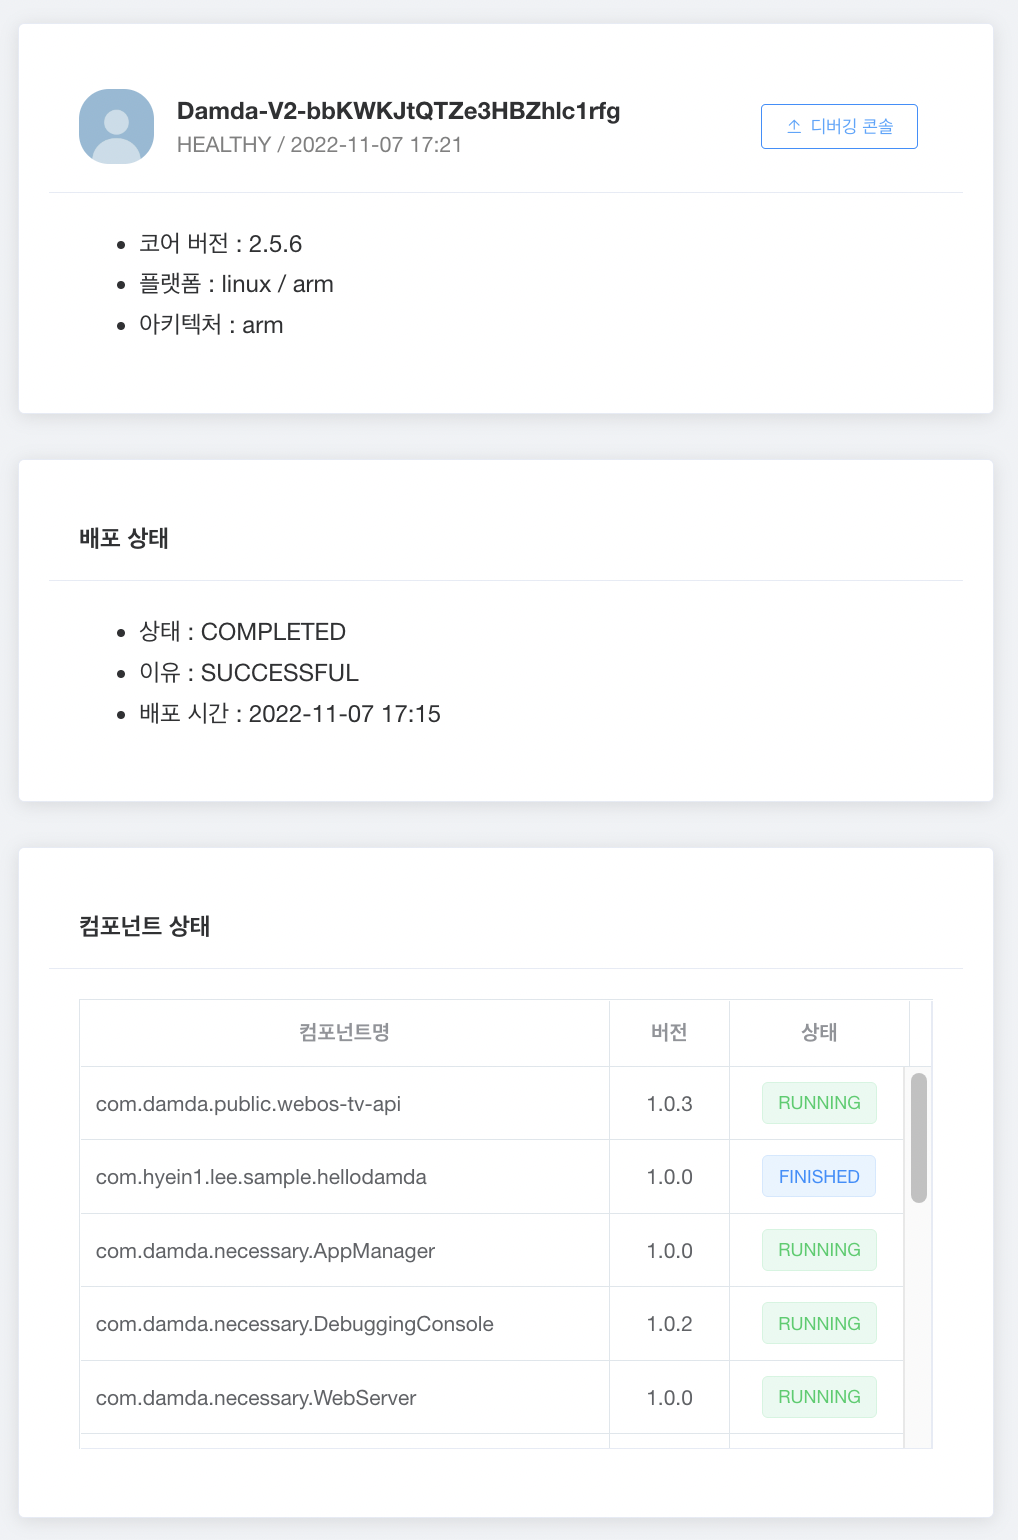 Damda-V2-bbKWKJtQTZe3HBZhlc1rfg
HEALTHY / 2022-11-07 17:21
디버깅 콘솔
코어 버전 : 2.5.6
플랫폼 : linux / arm
아키텍처 : arm
배포 상태
상태 : COMPLETED
이유 : SUCCESSFUL
배포 시간 : 2022-11-07 17:15
컴포넌트 상태
컴포넌트명 버전 상태
com.damda.public.webos-tv-api 1.0.3 RUNNING
com.hyein1.lee.sample.hellodamda 1.0.0 FINISHED
com.damda.necessary.AppManager 1.0.0 RUNNING
com.damda.necessary.DebuggingConsole 1.0.2 RUNNING
com.damda.necessary.WebServer 1.0.0 RUNNING